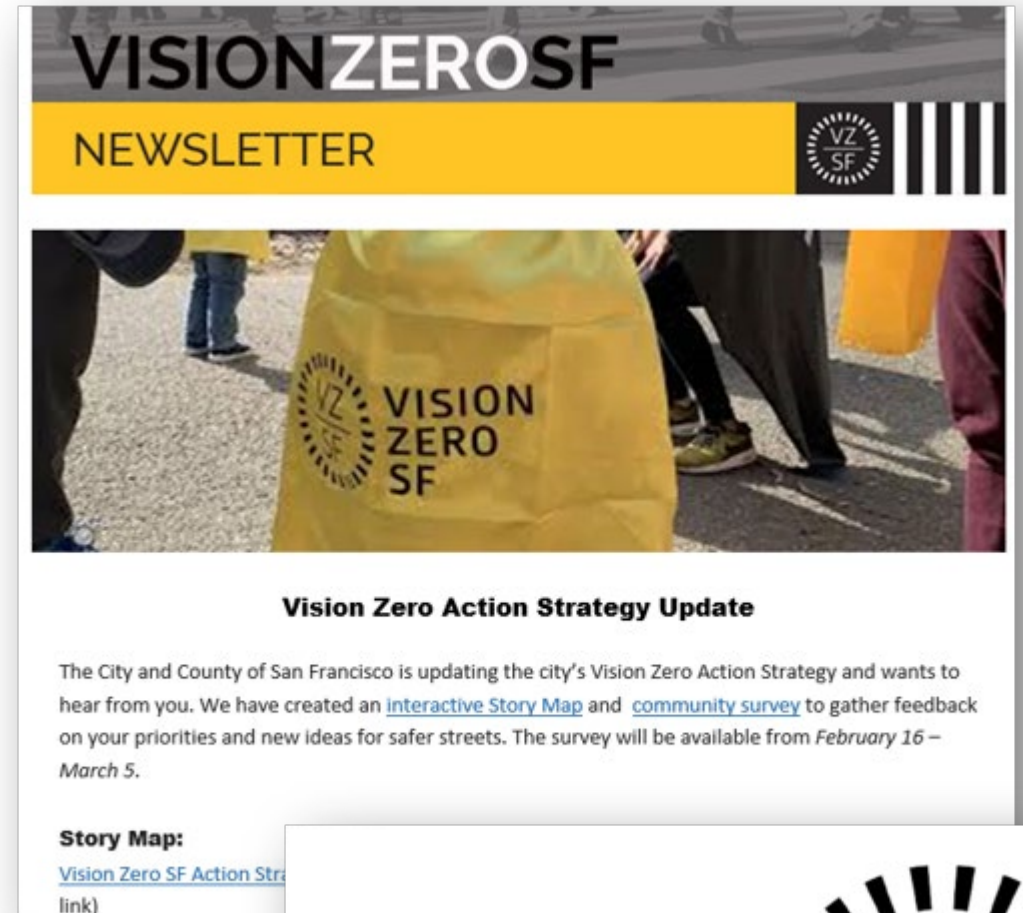 VISIONZEROSF
NEWSLETTER
VZ
SF
VZ
SF
VISION
ZERO
SF
Vision Zero Action Strategy Update
The City and County of San Francisco is updating the city’s Vision Zero Action Strategy and wants to
hear from you. We have created an interactive Story Map and community survey to gather feedback
on your priorities and new ideas for safer streets. The survey will be available from February 16 –
March 5.
Story Map:
Vision Zero SF Action
link)